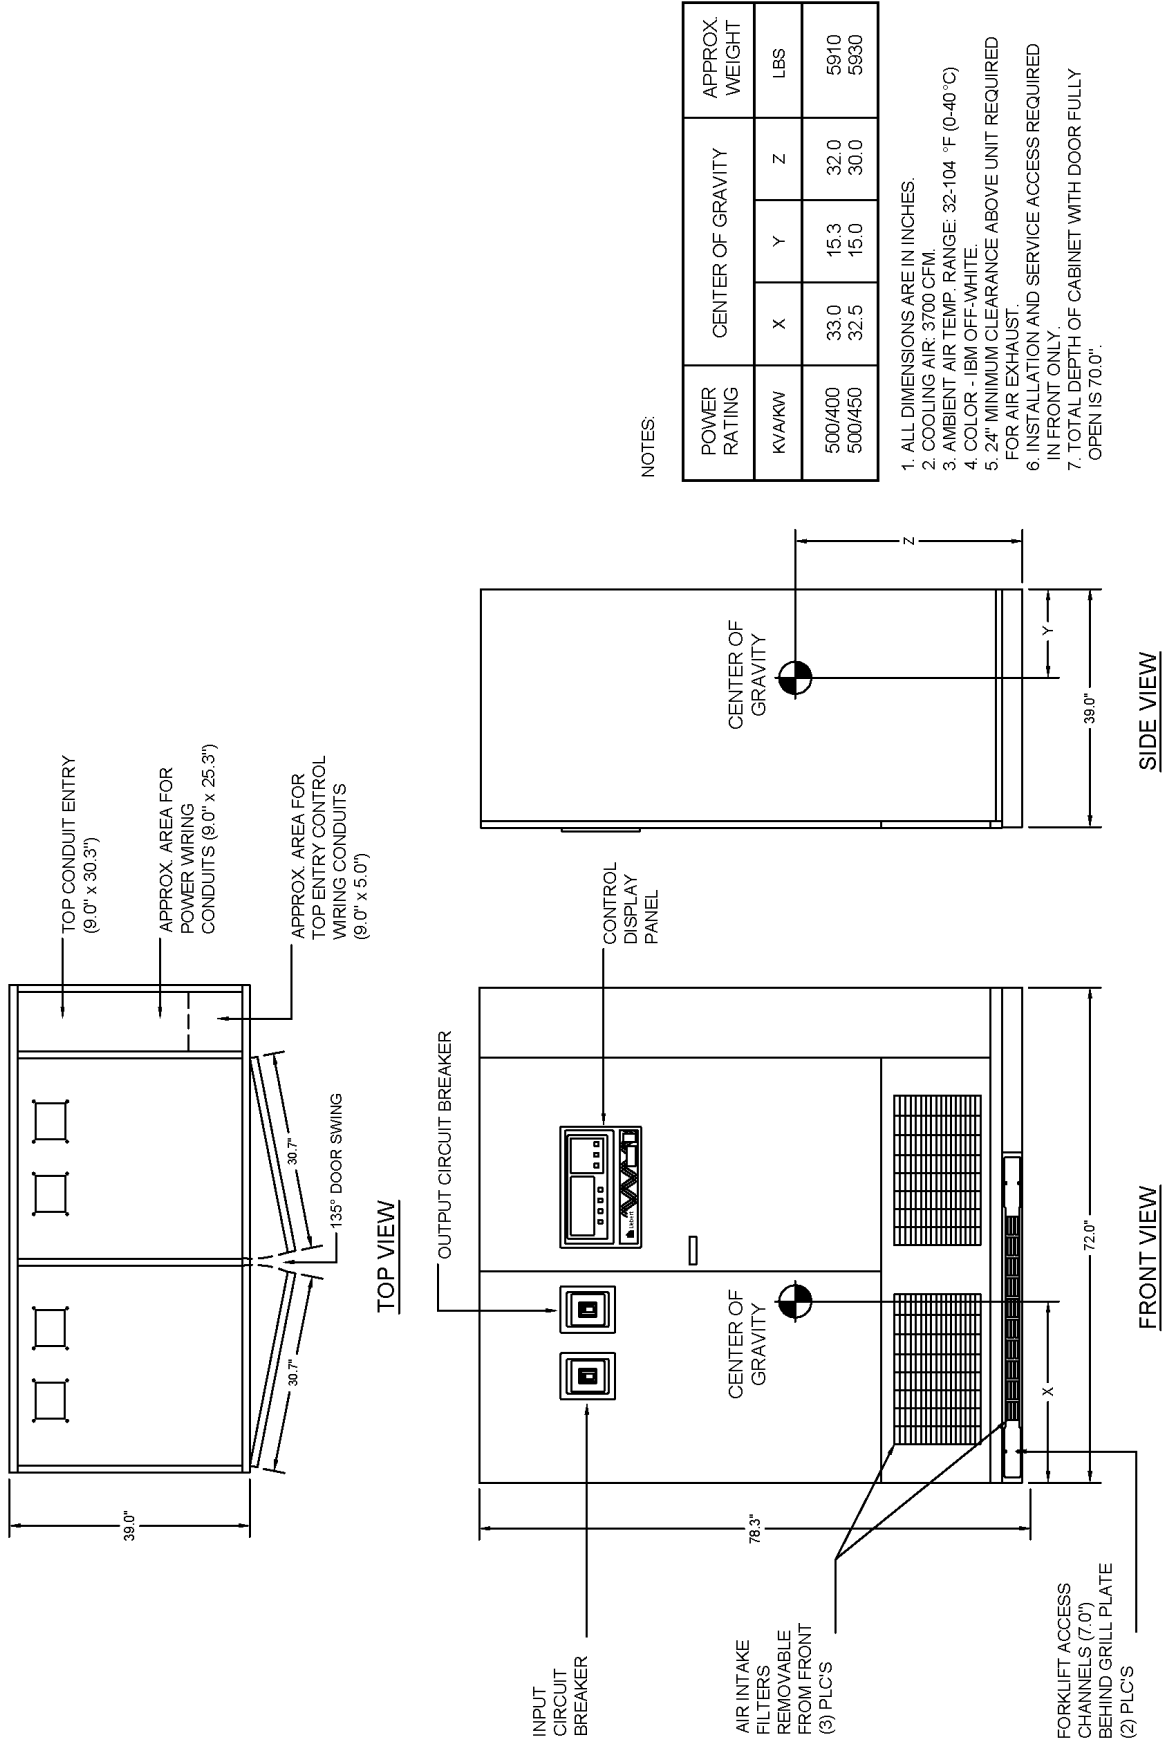 TOP CONDUIT ENTRY
(9.0" x 30.3")
APPROX. AREA FOR
POWER WIRING
CONDUITS (9.0" x 25.3")
APPROX. AREA FOR
TOP ENTRY CONTROL
WIRING CONDUITS
(9.0" x 5.0")
39.0"
30.7"
30.7"
135° DOOR SWING
TOP VIEW
OUTPUT CIRCUIT BREAKER
INPUT
CIRCUIT
BREAKER
CONTROL
DISPLAY
PANEL
Liebert
CENTER OF
GRAVITY
78.3"
AIR INTAKE
FILTERS
REMOVABLE
FROM FRONT
(3) PLC'S
FORKLIFT ACCESS
CHANNELS (7.0")
BEHIND GRILL PLATE
(2) PLC'S
X
72.0"
FRONT VIEW
CENTER OF
GRAVITY
Z
Y
39.0"
SIDE VIEW
NOTES:
POWER
RATING
CENTER OF GRAVITY
APPROX.
WEIGHT
KVA/KW
X
Y
Z
LBS
500/400 33.0 15.3 32.0 5910
500/450 32.5 15.0 30.0 5930
1. ALL DIMENSIONS ARE IN INCHES.
2. COOLING AIR: 3700 CFM.
3. AMBIENT AIR TEMP. RANGE: 32-104 °F (0-40°C)
4. COLOR - IBM OFF-WHITE.
5. 24" MINIMUM CLEARANCE ABOVE UNIT REQUIRED
FOR AIR EXHAUST.
6. INSTALLATION AND SERVICE ACCESS REQUIRED
IN FRONT ONLY.
7. TOTAL DEPTH OF CABINET WITH DOOR FULLY
OPEN IS 70.0".